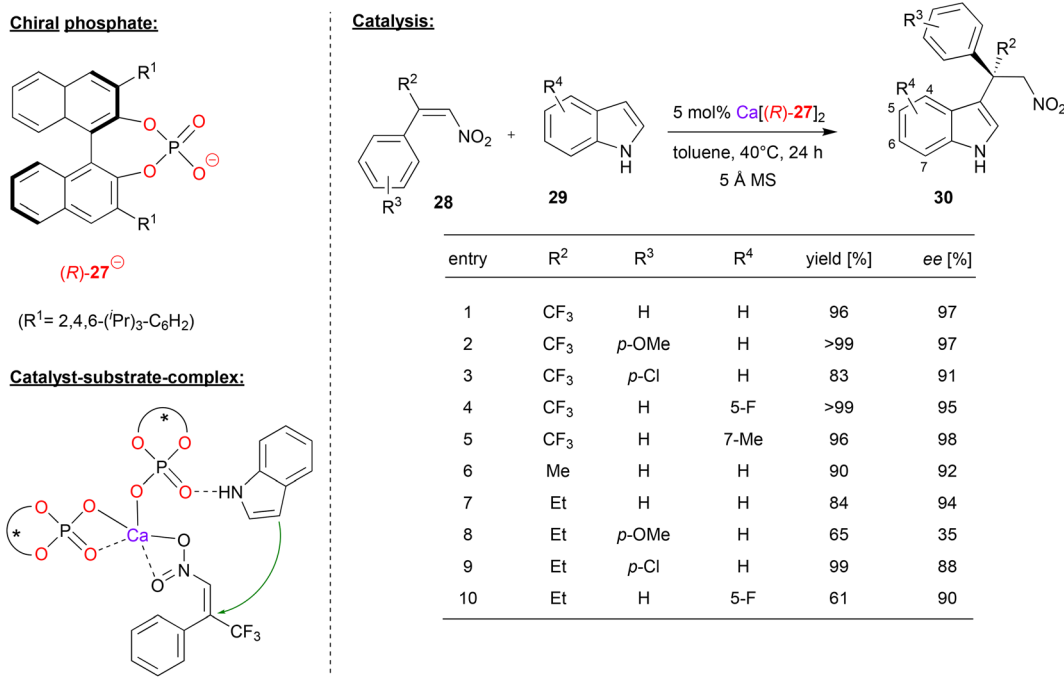 Chiral phosphate:
R¹
O
O
P
O
O⊖
R¹
(R)-27⊖
(R¹= 2,4,6-(ⁱPr)₃-C₆H₂)
Catalyst-substrate-complex:
*
O
O
P
O
O
HN
*
O
O
P
O
O
Ca
O
N
O
CF₃
Catalysis:
R²
NO₂
R³
28
+
R⁴
N
H
29
5 mol% Ca[(R)-27]₂
toluene, 40°C, 24 h
5 Å MS
R³
R²
NO₂
R⁴
4
5
6
7
N
H
30
entry R² R³ R⁴ yield [%] ee [%]
1 CF₃ H H 96 97
2 CF₃ p-OMe H >99 97
3 CF₃ p-Cl H 83 91
4 CF₃ H 5-F >99 95
5 CF₃ H 7-Me 96 98
6 Me H H 90 92
7 Et H H 84 94
8 Et p-OMe H 65 35
9 Et p-Cl H 99 88
10 Et H 5-F 61 90